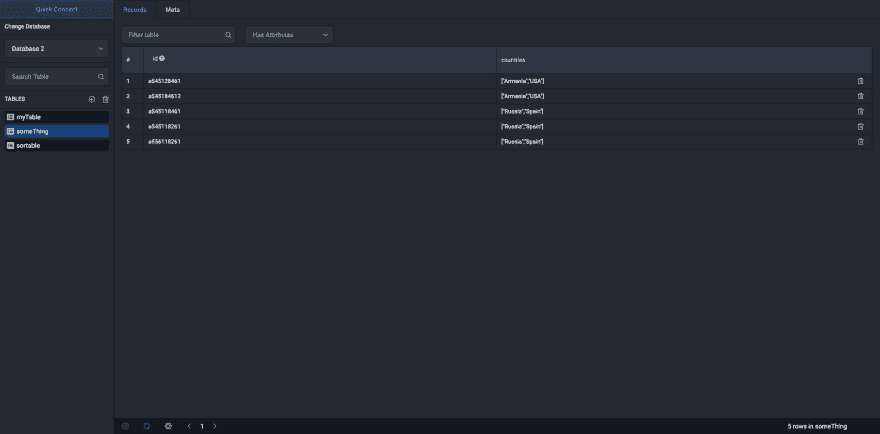 Quick Connect
Change Database
Database 2
Search Table
TABLES
myTable
someThing
sortable
Records Meta
Filter table
Has Attributes
# id countries
1 a545128461 ["Armenia","USA"]
2 a545184612 ["Armenia","USA"]
3 a545118461 ["Russia","Spain"]
4 a545118261 ["Russia","Spain"]
5 a556118261 ["Russia","Spain"]
1
5 rows in someThing